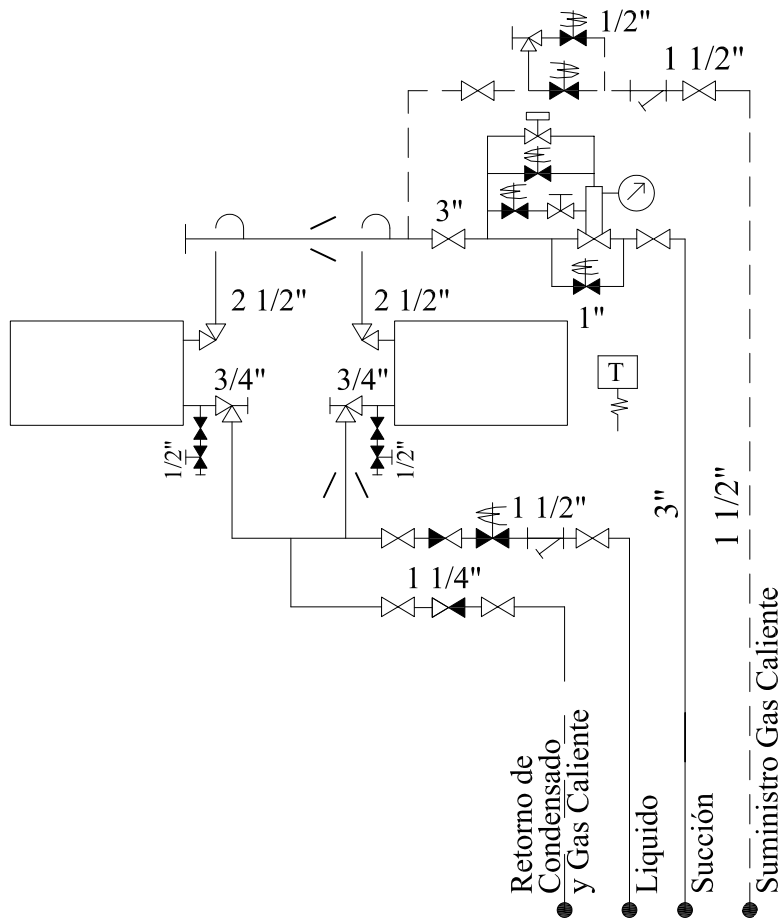 1/2"
1 1/2"
3"
2 1/2"
2 1/2"
1"
3/4"
3/4"
T
1/2"
1/2"
1 1/2"
1 1/4"
3"
1 1/2"
Retorno de
Condensado
y Gas Caliente
Liquido
Succión
Suministro Gas Caliente